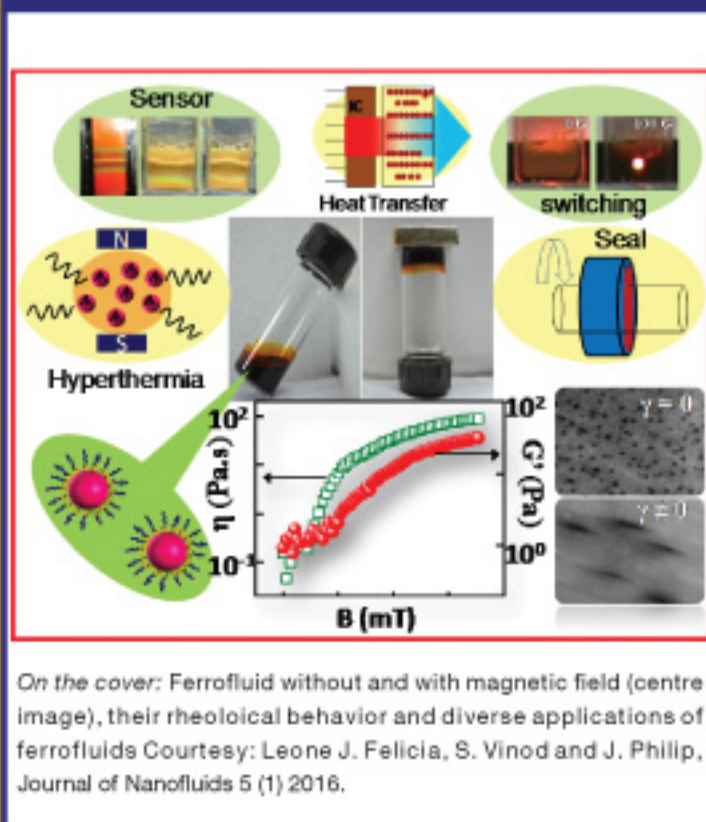 Sensor
IC
Heat Transfer
switching
N
S
Hyperthermia
Seal
10²
η (Pa.s)
10⁻³
B (mT)
10²
G' (Pa)
10⁰
γ = 0
γ ≠ 0
On the cover: Ferrofluid without and with magnetic field (centre
image), their rheoloical behavior and diverse applications of
ferrofluids Courtesy: Leone J. Felicia, S. Vinod and J. Philip,
Journal of Nanofluids 5 (1) 2016.